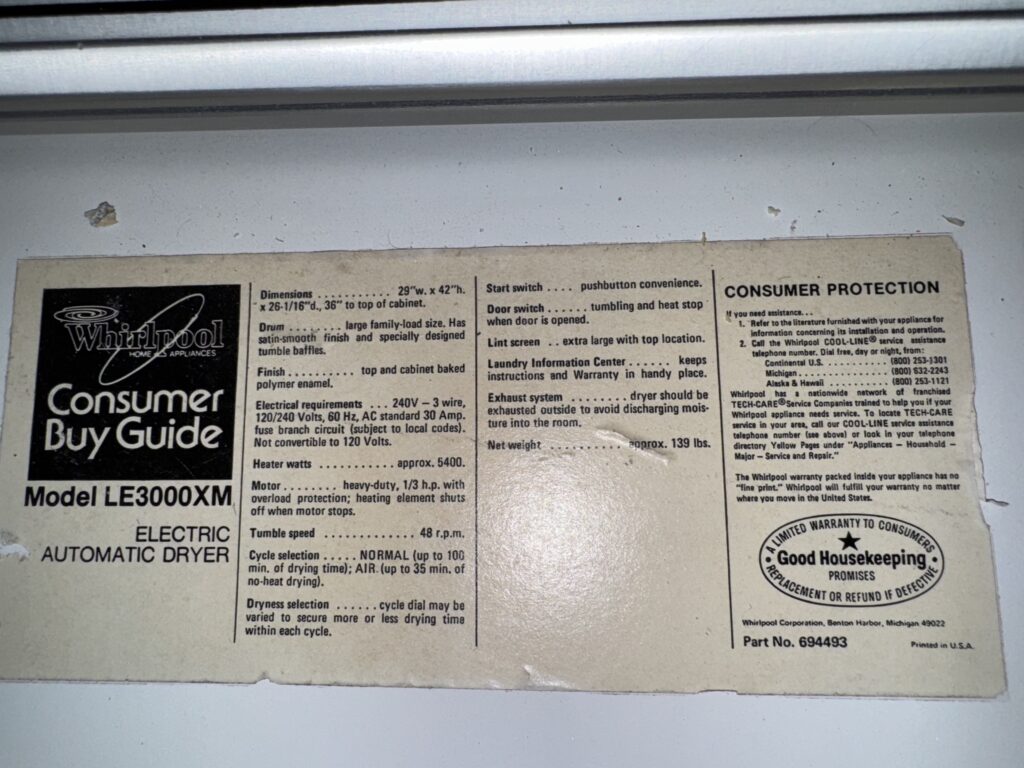 Whirlpool
HOME APPLIANCES
Consumer
Buy Guide
Model LE3000XM
ELECTRIC
AUTOMATIC DRYER
Dimensions ........... 29"w. x 42"h.
x 26-1/16"d., 36" to top of cabinet.
Drum ......... large family-load size. Has
satin-smooth finish and specially designed
tumble baffles.
Finish ........... top and cabinet baked
polymer enamel.
Electrical requirements ... 240V – 3 wire,
120/240 Volts, 60 Hz, AC standard 30 Amp.
fuse branch circuit (subject to local codes).
Not convertible to 120 Volts.
Heater watts ........... approx. 5400.
Motor ........ heavy-duty, 1/3 h.p. with
overload protection; heating element shuts
off when motor stops.
Tumble speed ............. 48 r.p.m.
Cycle selection ..... NORMAL (up to 100
min. of drying time); AIR (up to 35 min. of
no-heat drying).
Dryness selection ...... cycle dial may be
varied to secure more or less drying time
within each cycle.
Start switch .... pushbutton convenience.
Door switch ...... tumbling and heat stop
when door is opened.
Lint screen .. extra large with top location.
Laundry Information Center ...... keeps
instructions and Warranty in handy place.
Exhaust system ......... dryer should be
exhausted outside to avoid discharging mois-
ture into the room.
Net weight ........... approx. 139 lbs.
CONSUMER PROTECTION
If you need assistance...
1. Refer to the literature furnished with your appliance for
information concerning its installation and operation.
2. Call the Whirlpool COOL-LINE® service assistance
telephone number. Dial free, day or night, from:
Continental U.S. ............ (800) 253-1301
Michigan .................. (800) 632-2243
Alaska & Hawaii ........... (800) 253-1121
Whirlpool has a nationwide network of franchised
TECH-CARE® Service Companies trained to help you if your
Whirlpool appliance needs service. To locate TECH-CARE
service in your area, call our COOL-LINE service assistance
telephone number (see above) or look in your telephone
directory Yellow Pages under "Appliances – Household –
Major – Service and Repair."
The Whirlpool warranty packed inside your appliance has no
"fine print." Whirlpool will fulfill your warranty no matter
where you move in the United States.
A LIMITED WARRANTY TO CONSUMERS
Good Housekeeping
PROMISES
REPLACEMENT OR REFUND IF DEFECTIVE
Whirlpool Corporation, Benton Harbor, Michigan 49022
Part No. 694493 Printed in U.S.A.